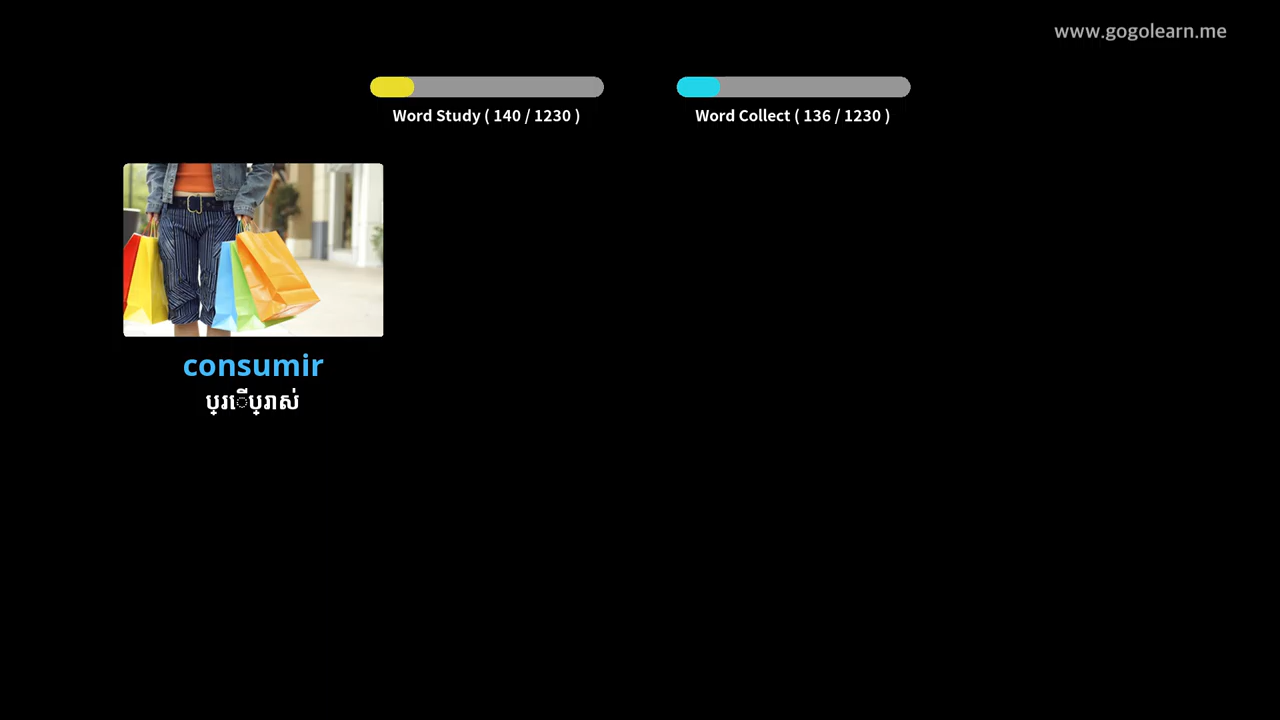 www.gogolearn.me
Word Study ( 140 / 1230 )
Word Collect ( 136 / 1230 )
consumir
ប្រើប្រាស់